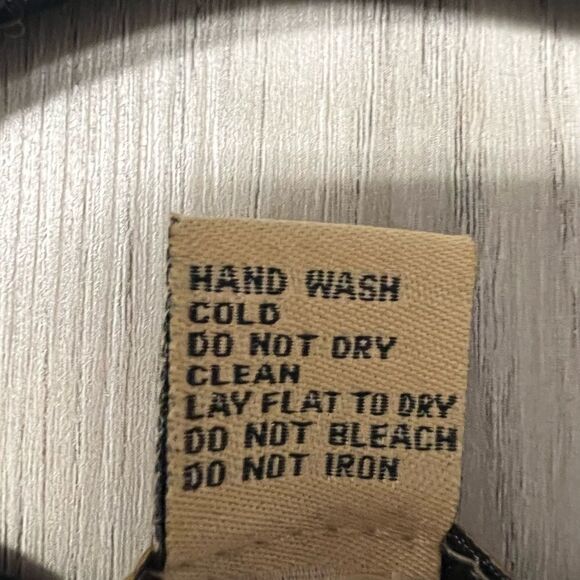 HAND WASH
COLD
DO NOT DRY
CLEAN
LAY FLAT TO DRY
DO NOT BLEACH
DO NOT IRON